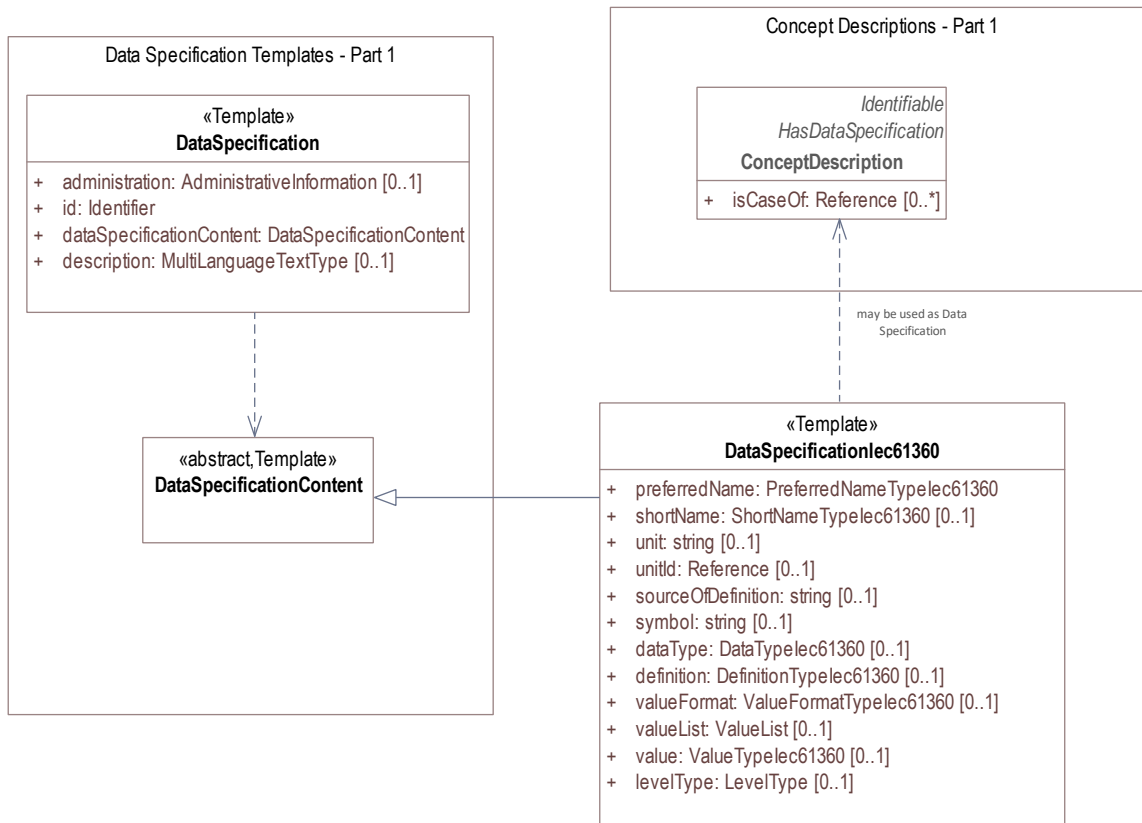 Data Specification Templates - Part 1
«Template»
DataSpecification
+ administration: AdministrativeInformation [0..1]
+ id: Identifier
+ dataSpecificationContent: DataSpecificationContent
+ description: MultiLanguageTextType [0..1]
«abstract,Template»
DataSpecificationContent
Concept Descriptions - Part 1
Identifiable
HasDataSpecification
ConceptDescription
+ isCaseOf: Reference [0..*]
may be used as Data
Specification
«Template»
DataSpecificationIec61360
+ preferredName: PreferredNameTypeIec61360
+ shortName: ShortNameTypeIec61360 [0..1]
+ unit: string [0..1]
+ unitId: Reference [0..1]
+ sourceOfDefinition: string [0..1]
+ symbol: string [0..1]
+ dataType: DataTypeIec61360 [0..1]
+ definition: DefinitionTypeIec61360 [0..1]
+ valueFormat: ValueFormatTypeIec61360 [0..1]
+ valueList: ValueList [0..1]
+ value: ValueTypeIec61360 [0..1]
+ levelType: LevelType [0..1]